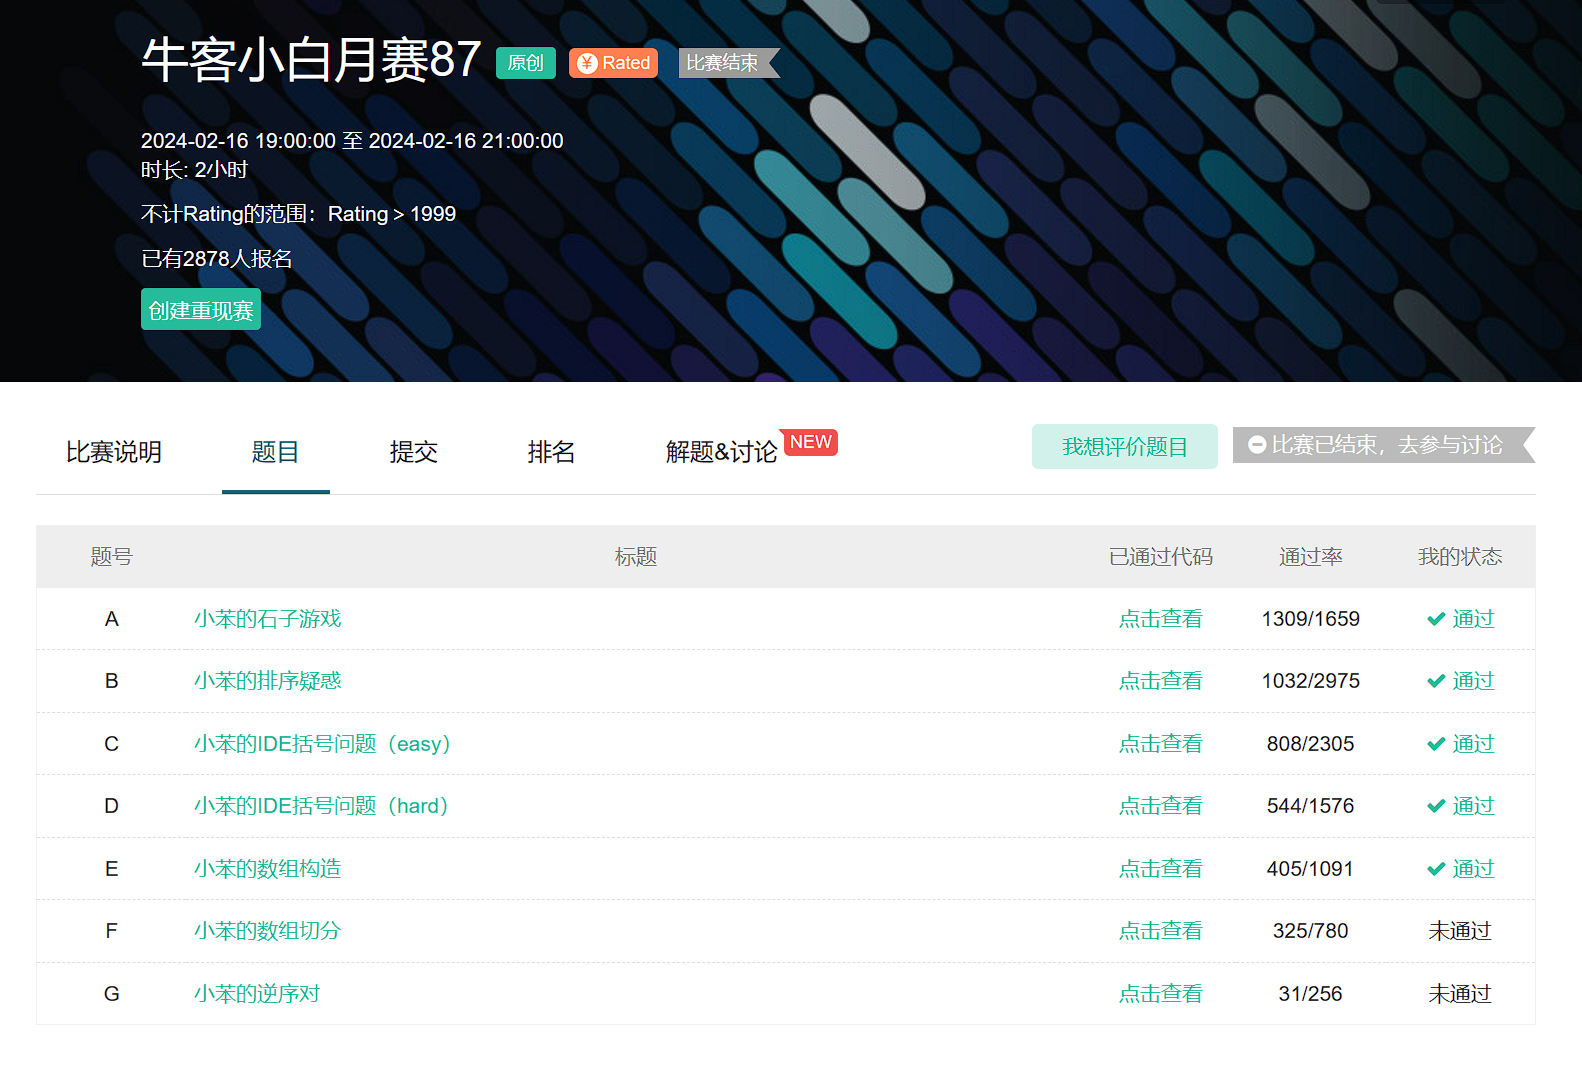 牛客小白月赛87 原创 ¥ Rated 比赛结束
2024-02-16 19:00:00 至 2024-02-16 21:00:00
时长: 2小时
不计Rating的范围：Rating > 1999
已有2878人报名
创建重现赛
比赛说明 题目 提交 排名 解题&讨论 NEW 我想评价题目 比赛已结束，去参与讨论
题号 标题 已通过代码 通过率 我的状态
A 小苯的石子游戏 点击查看 1309/1659 通过
B 小苯的排序疑惑 点击查看 1032/2975 通过
C 小苯的IDE括号问题（easy） 点击查看 808/2305 通过
D 小苯的IDE括号问题（hard） 点击查看 544/1576 通过
E 小苯的数组构造 点击查看 405/1091 通过
F 小苯的数组切分 点击查看 325/780 未通过
G 小苯的逆序对 点击查看 31/256 未通过